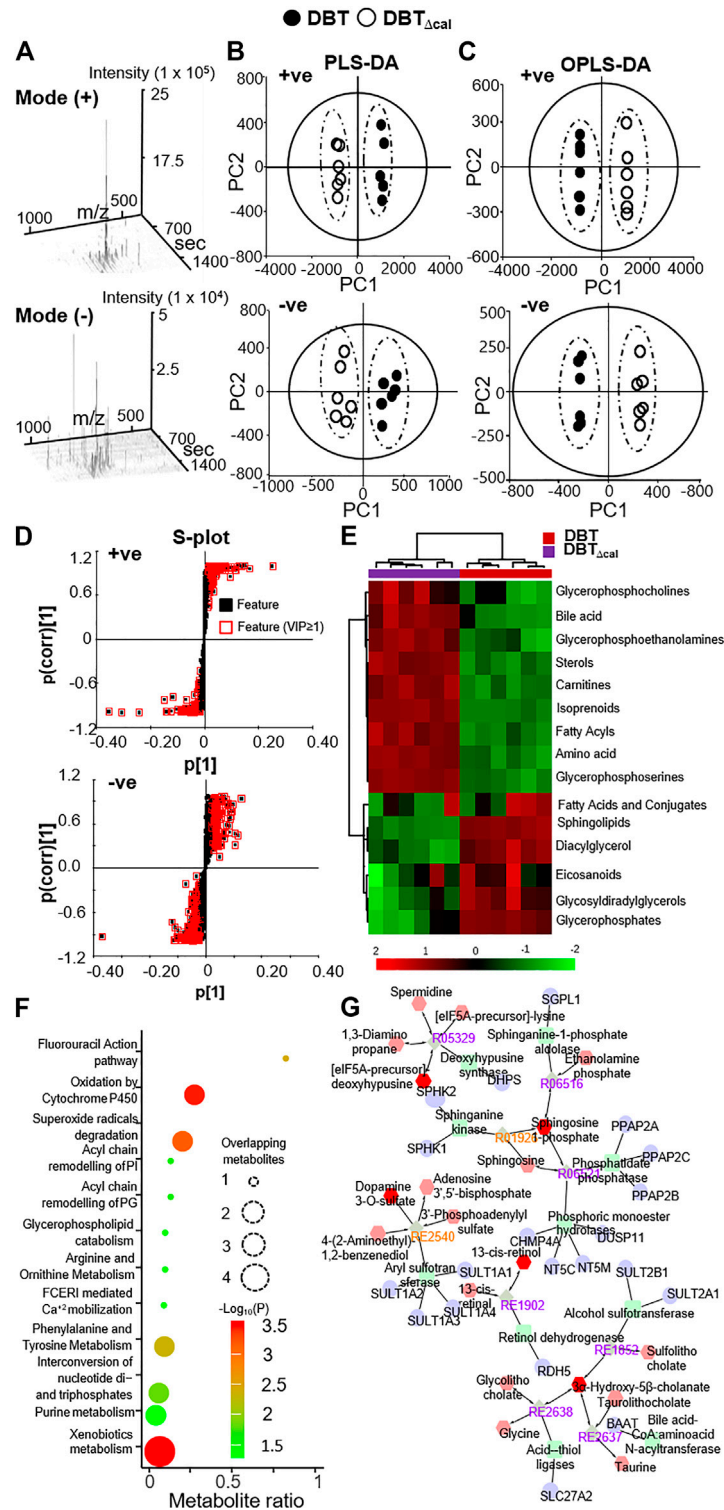 DBT DBTΔcal
A
Intensity (1 x 10⁵)
Mode (+)
25
17.5
1000
m/z
500
700
sec
1400
Mode (-)
Intensity (1 x 10⁴)
5
2.5
1000
m/z
500
700
sec
1400
B
PLS-DA
+ve
800
400
0
-400
-800
PC2
-4000 -2000 0 2000 4000
PC1
-ve
800
400
0
-400
-800
PC2
-1000 -500 0 500 1000
PC1
C
OPLS-DA
+ve
600
300
0
-300
-600
PC2
-4000 -2000 0 2000 4000
PC1
-ve
500
250
0
-250
-500
PC2
-800 -400 0 400 800
PC1
D
S-plot
+ve
1.2
0.6
0
-0.6
-1.2
p(corr)[1]
Feature
Feature (VIP≥1)
-0.40 -0.20 0 0.20 0.40
p[1]
-ve
1.2
0.6
0.0
-0.6
-1.2
p(corr)[1]
-0.40 -0.20 0 0.20 0.40
p[1]
E
DBT
DBTΔcal
Glycerophosphocholines
Bile acid
Glycerophosphoethanolamines
Sterols
Carnitines
Isoprenoids
Fatty Acyls
Amino acid
Glycerophosphoserines
Fatty Acids and Conjugates
Sphingolipids
Diacylglycerol
Eicosanoids
Glycosyldiradylglycerols
Glycerophosphates
2 1 -0 -1 -2
F
Fluorouracil Action
pathway
Oxidation by
Cytochrome P450
Superoxide radicals
degradation
Acyl chain
remodelling of PI
Acyl chain
remodelling of PG
Glycerophospholipid
catabolism
Arginine and
Ornithine Metabolism
FCERI mediated
Ca⁺² mobilization
Phenylalanine and
Tyrosine Metabolism
Interconversion of
nucleotide di-
and triphosphates
Purine metabolism
Xenobiotics
metabolism
Overlapping
metabolites
1
2
3
4
-Log₁₀(P)
3.5
3
2.5
2
1.5
0 0.5 1
Metabolite ratio
G
Spermidine
[eIF5A-precursor]-lysine
1,3-Diamino
propane
R05329
[eIF5A-precursor]-
deoxyhypusine
Deoxyhypusine
synthase
DHPS
SGPL1
Sphinganine-1-phosphate
aldolase
Ethanolamine
phosphate
R06516
SPHK2
Sphinganine
kinase
SPHK1
R01926
Sphingosine
1-phosphate
Sphingosine
R06521
PPAP2A
PPAP2C
Phosphatidate
phosphatase
PPAP2B
Dopamine
3-O-sulfate
Adenosine
3',5'-bisphosphate
3'-Phosphoadenylyl
sulfate
4-(2-Aminoethyl)-
1,2-benzenediol
RE2540
Phosphoric monoester
hydrolases
DUSP11
CHMP4A
NT5C
NT5M
13-cis-retinol
13-cis-
retinal
Aryl sulfotran
sferase
SULT1A1
SULT1A2
SULT1A3
SULT1A4
RE1902
Retinol dehydrogenase
RDH5
SULT2B1
SULT2A1
Alcohol sulfotransferase
RE1852
Sulfolitho
cholate
3α-Hydroxy-5β-cholanate
Glycolitho
cholate
Taurolithocholate
RE2638
Glycine
Acid--thiol
ligases
SLC27A2
BAAT
RE2637
Bile acid-
CoA:aminoacid
N-acyltransferase
Taurine